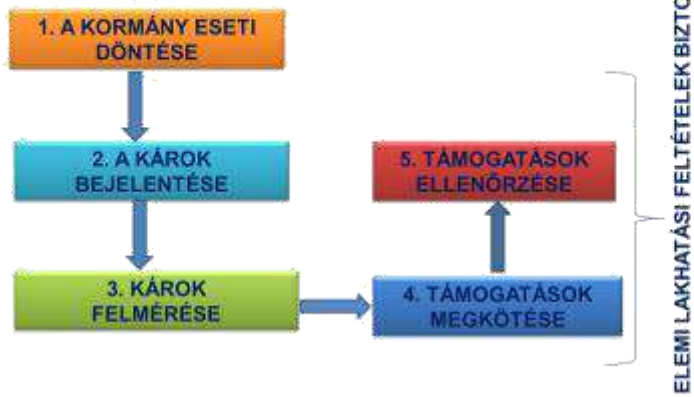 1. A KORMÁNY ESETI
DÖNTÉSE
2. A KÁROK
BEJELENTÉSE
3. KÁROK
FELMÉRÉSE
4. TÁMOGATÁSOK
MEGKÖTÉSE
5. TÁMOGATÁSOK
ELLENŐRZÉSE
ELEMI LAKHATÁSI FELTÉTELEK BIZTO